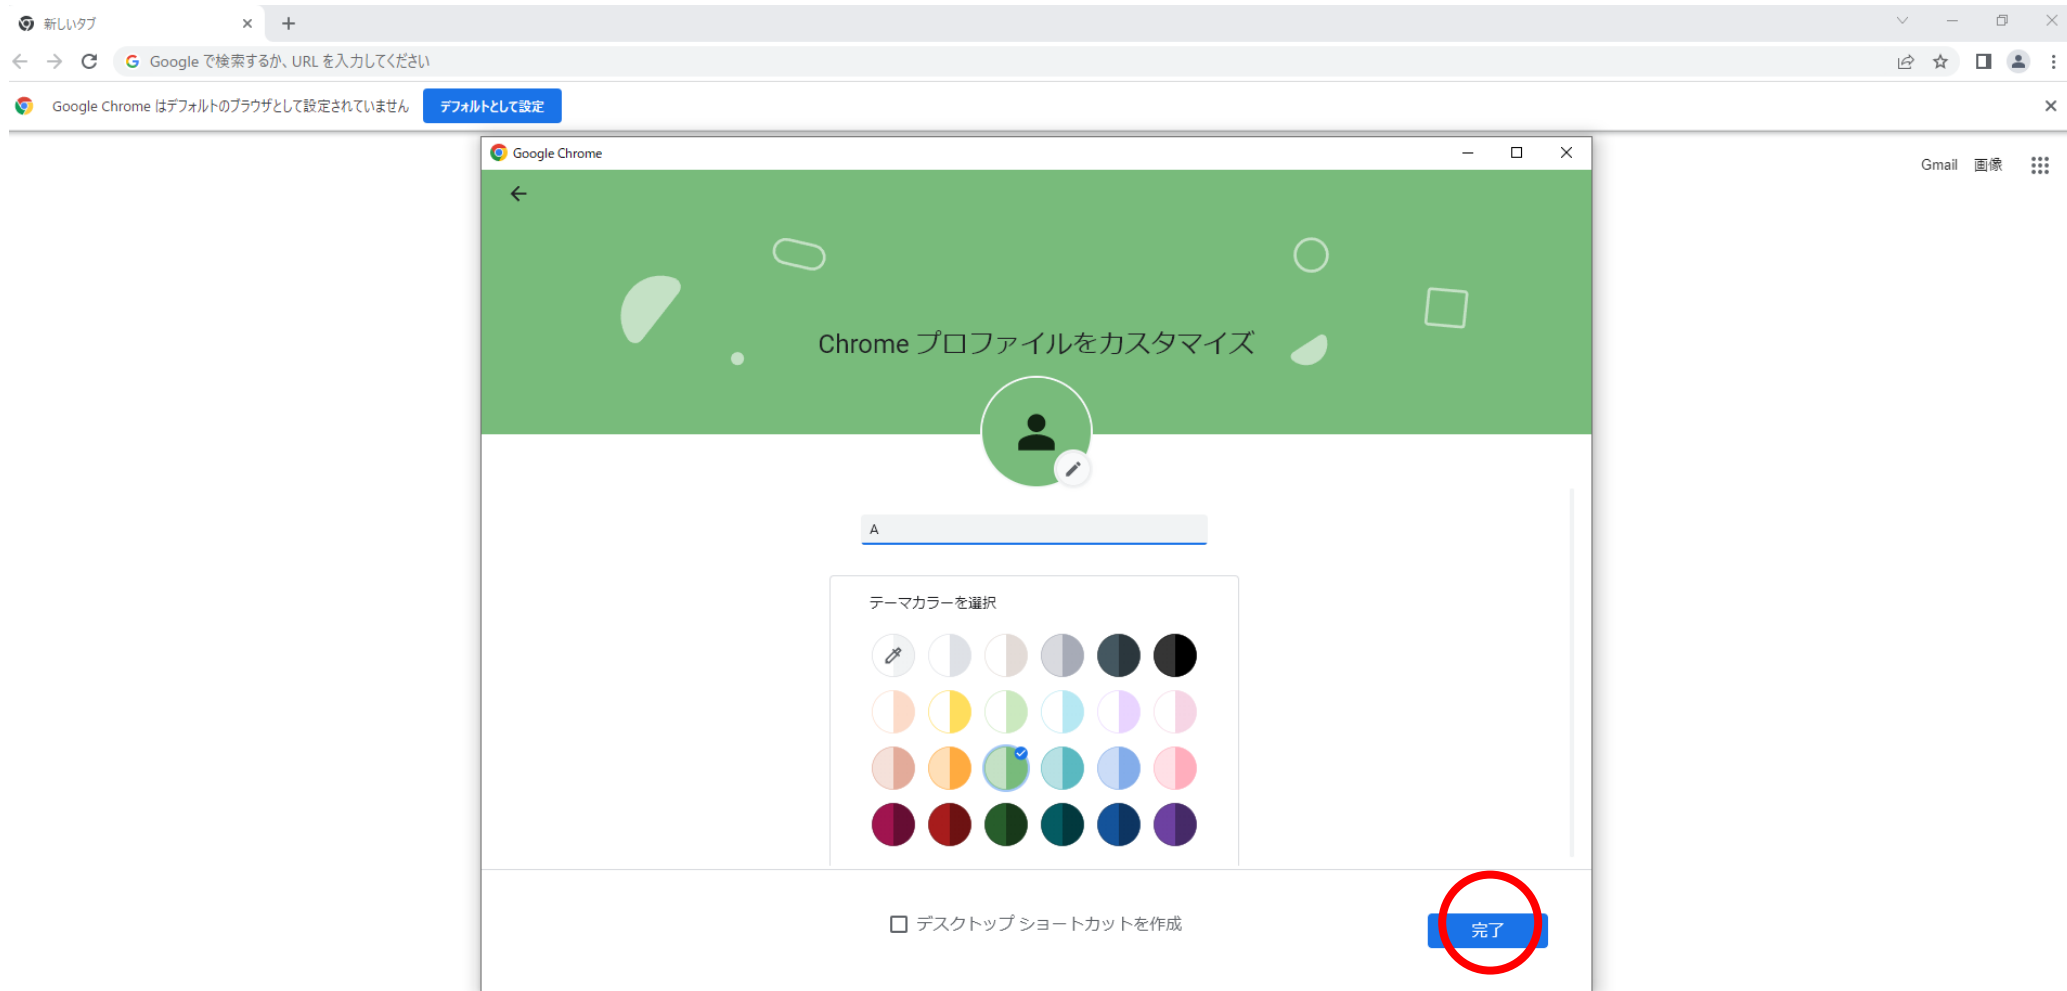 新しいタブ
Google で検索するか、URL を入力してください
Google Chrome はデフォルトのブラウザとして設定されていません
デフォルトとして設定
Google Chrome
Gmail 画像
Chrome プロファイルをカスタマイズ
A
テーマカラーを選択
デスクトップ ショートカットを作成
完了